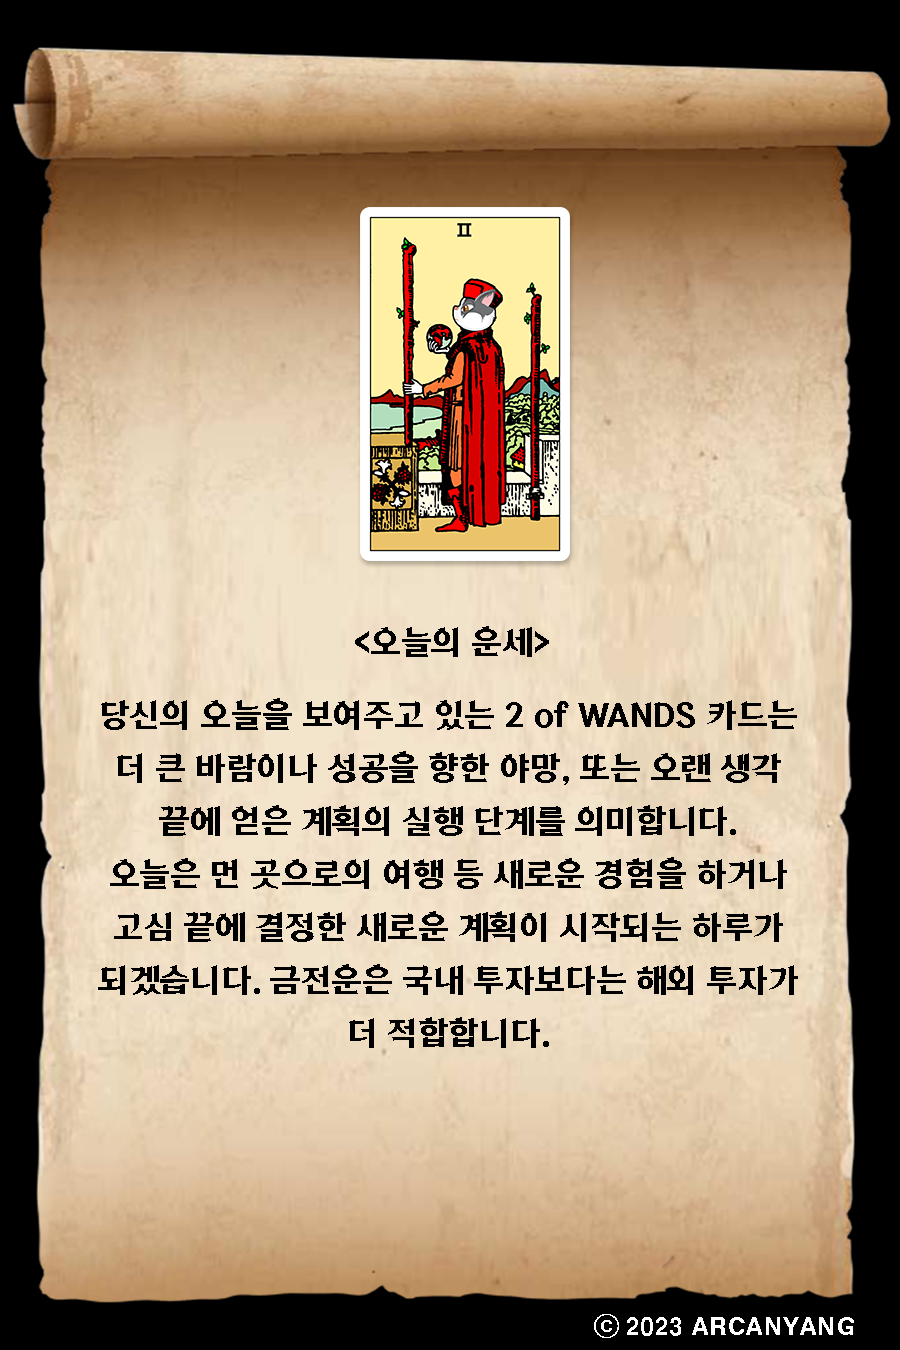 II
<오늘의 운세>
당신의 오늘을 보여주고 있는 2 of WANDS 카드는
더 큰 바람이나 성공을 향한 야망, 또는 오랜 생각
끝에 얻은 계획의 실행 단계를 의미합니다.
오늘은 먼 곳으로의 여행 등 새로운 경험을 하거나
고심 끝에 결정한 새로운 계획이 시작되는 하루가
되겠습니다. 금전운은 국내 투자보다는 해외 투자가
더 적합합니다.
ⓒ 2023 ARCANYANG